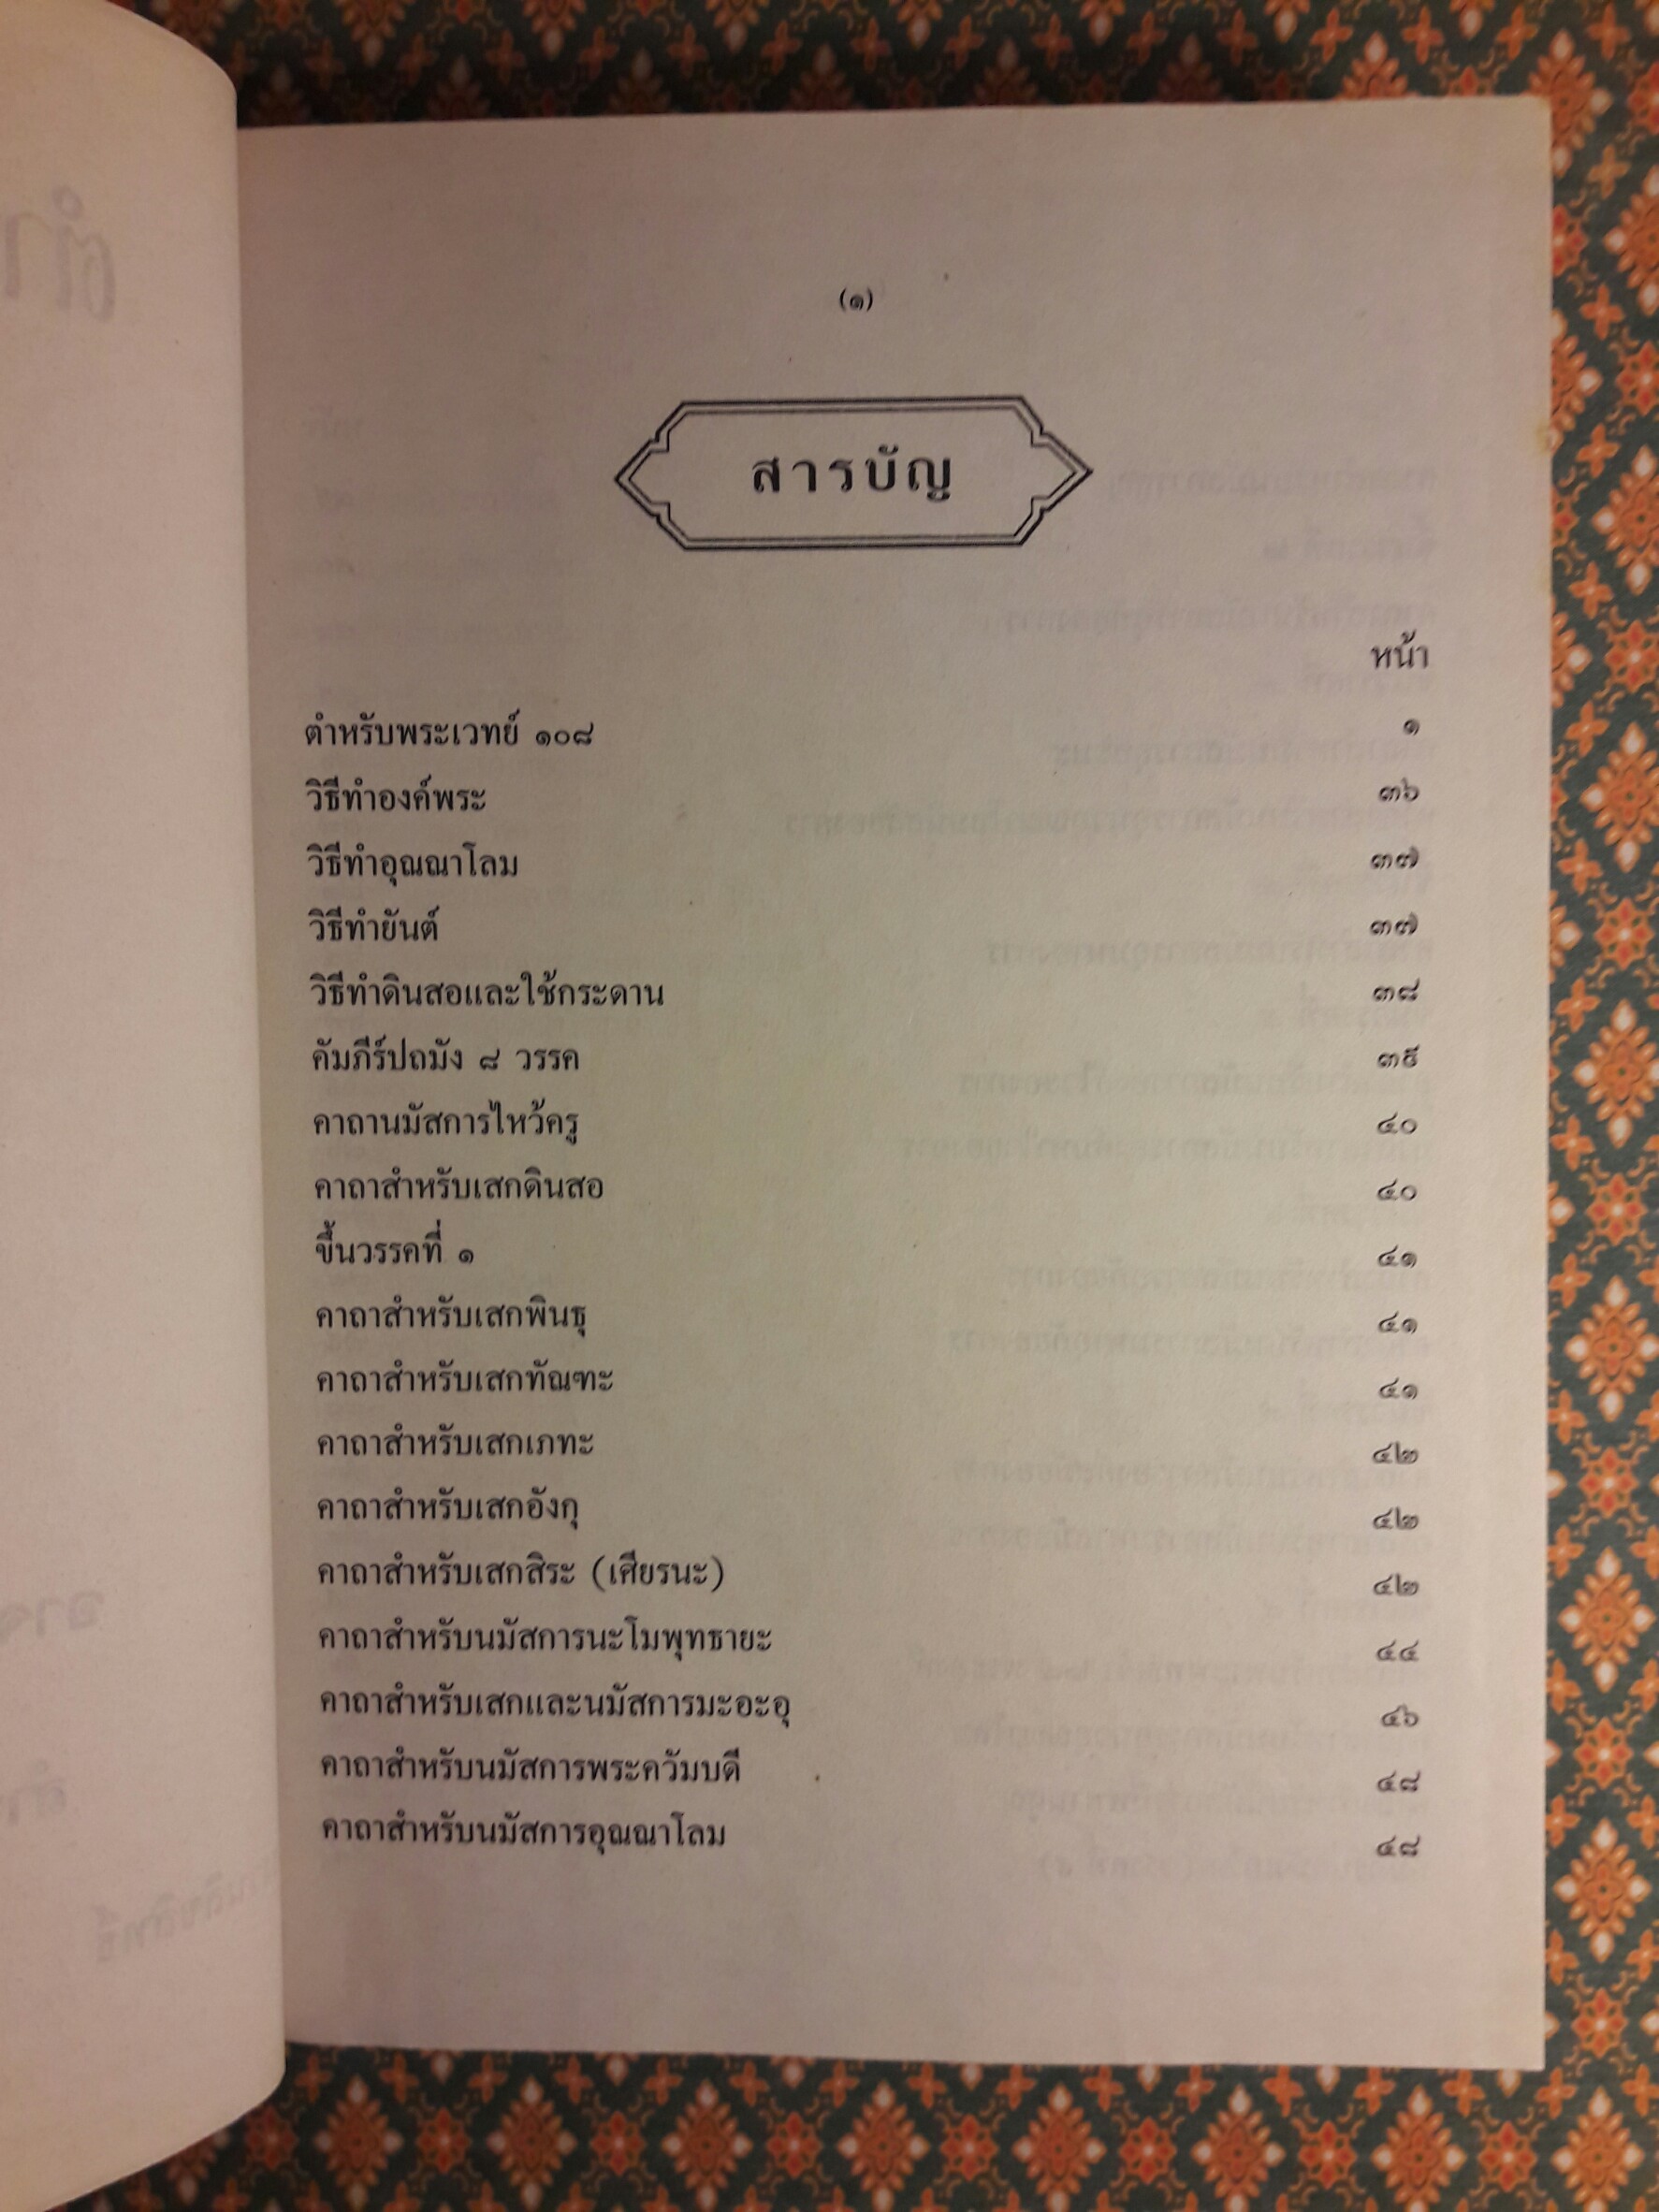 (๑)
สารบัญ
หน้า
ตำหรับพระเวทย์ ๑๐๘ ๑
วิธีทำองค์พระ ๓๖
วิธีทำอุณณาโลม ๓๗
วิธีทำยันต์ ๓๗
วิธีทำดินสอและใช้กระดาน ๓๘
คัมภีร์ปถมัง ๘ วรรค ๓๙
คาถานมัสการไหว้ครู ๔๐
คาถาสำหรับเสกดินสอ ๔๐
ขึ้นวรรคที่ ๑ ๔๑
คาถาสำหรับเสกพินธุ ๔๑
คาถาสำหรับเสกทัณฑะ ๔๑
คาถาสำหรับเสกเภทะ ๔๒
คาถาสำหรับเสกอังกุ ๔๒
คาถาสำหรับเสกสิระ (เศียรนะ) ๔๒
คาถาสำหรับนมัสการนะโมพุทธายะ ๔๔
คาถาสำหรับเสกและนมัสการมะอะอุ ๔๖
คาถาสำหรับนมัสการพระควัมบดี ๔๘
คาถาสำหรับนมัสการอุณณาโลม ๔๘